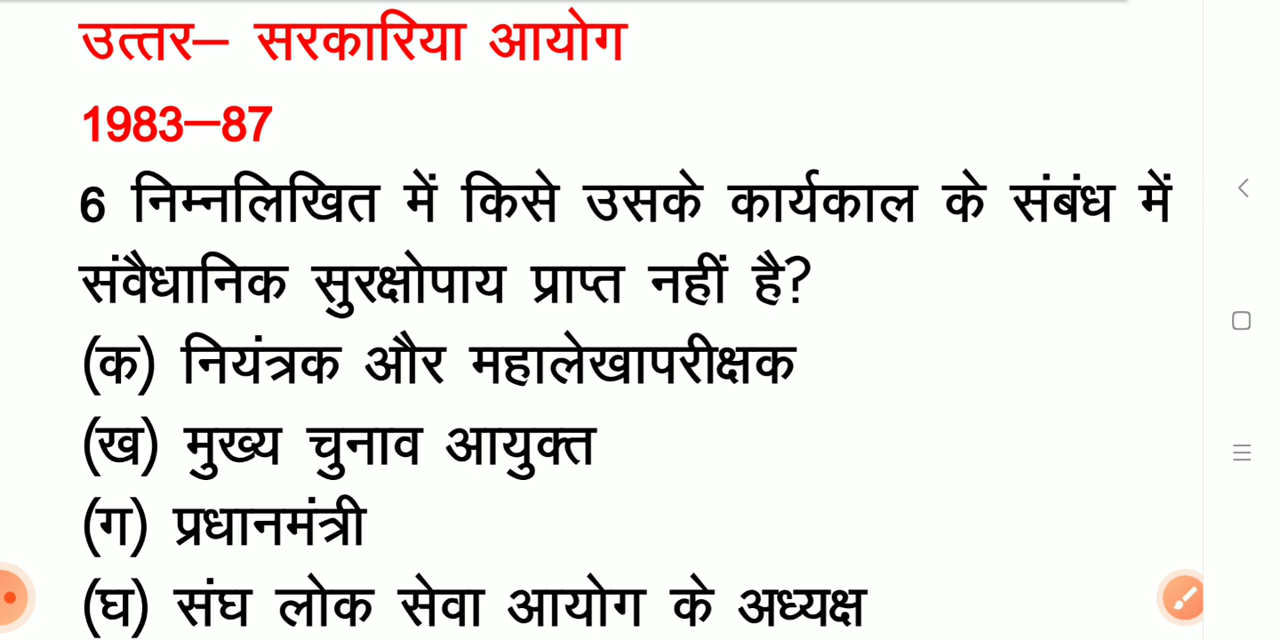 उत्तर– सरकारिया आयोग
1983–87
6 निम्नलिखित में किसे उसके कार्यकाल के संबंध में
संवैधानिक सुरक्षोपाय प्राप्त नहीं है?
(क) नियंत्रक और महालेखापरीक्षक
(ख) मुख्य चुनाव आयुक्त
(ग) प्रधानमंत्री
(घ) संघ लोक सेवा आयोग के अध्यक्ष